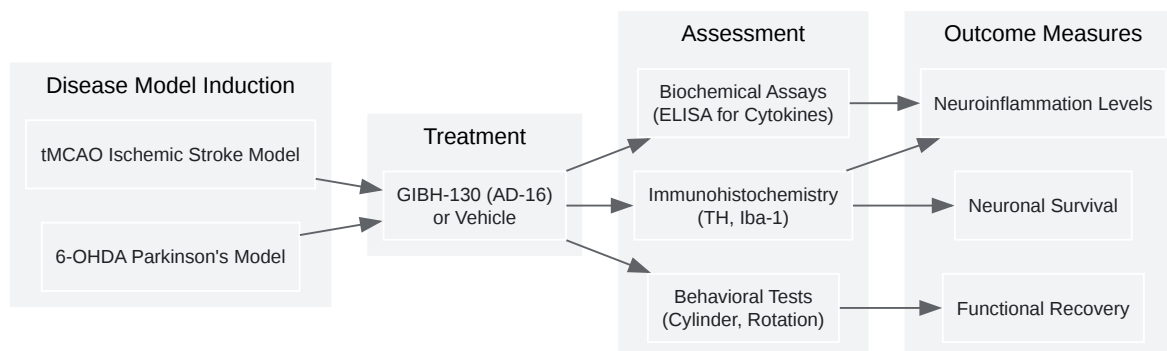 Disease Model Induction
tMCAO Ischemic Stroke Model
6-OHDA Parkinson's Model
Treatment
GIBH-130 (AD-16)
or Vehicle
Assessment
Biochemical Assays
(ELISA for Cytokines)
Immunohistochemistry
(TH, Iba-1)
Behavioral Tests
(Cylinder, Rotation)
Outcome Measures
Neuroinflammation Levels
Neuronal Survival
Functional Recovery